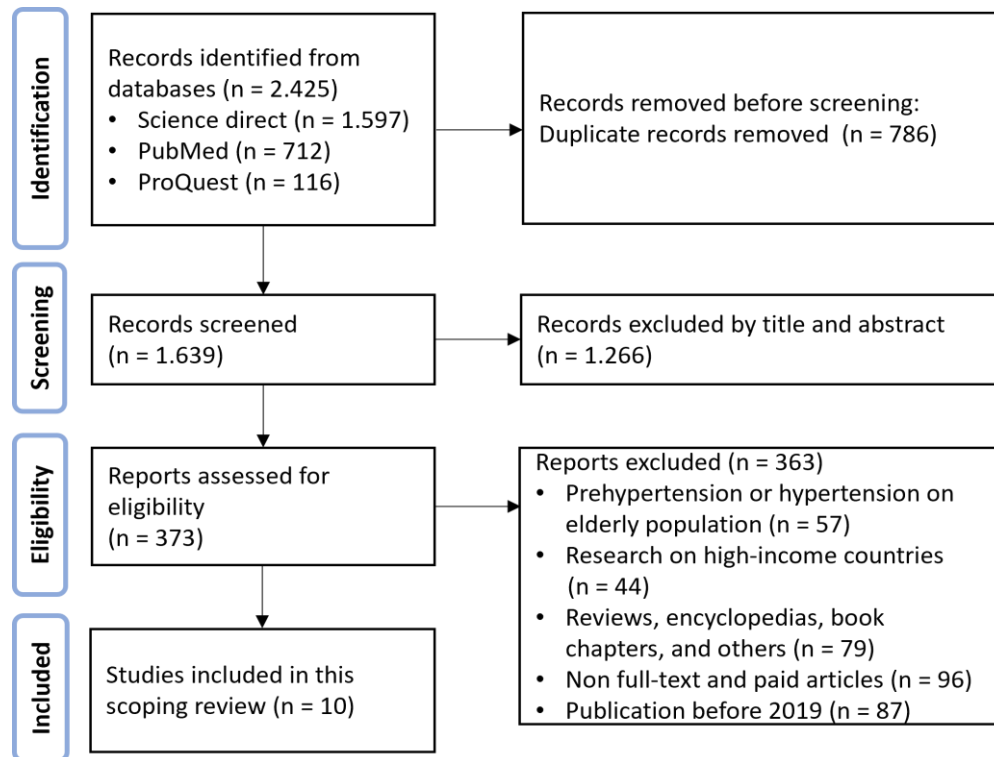 Identification
Records identified from
databases (n = 2.425)
• Science direct (n = 1.597)
• PubMed (n = 712)
• ProQuest (n = 116)
Records removed before screening:
Duplicate records removed (n = 786)
Screening
Records screened
(n = 1.639)
Records excluded by title and abstract
(n = 1.266)
Eligibility
Reports assessed for
eligibility
(n = 373)
Reports excluded (n = 363)
• Prehypertension or hypertension on
elderly population (n = 57)
• Research on high-income countries
(n = 44)
• Reviews, encyclopedias, book
chapters, and others (n = 79)
• Non full-text and paid articles (n = 96)
• Publication before 2019 (n = 87)
Included
Studies included in this
scoping review (n = 10)